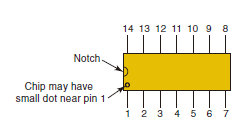 14 13 12 11 10 9 8
Notch
Chip may have
small dot near pin 1
1 2 3 4 5 6 7